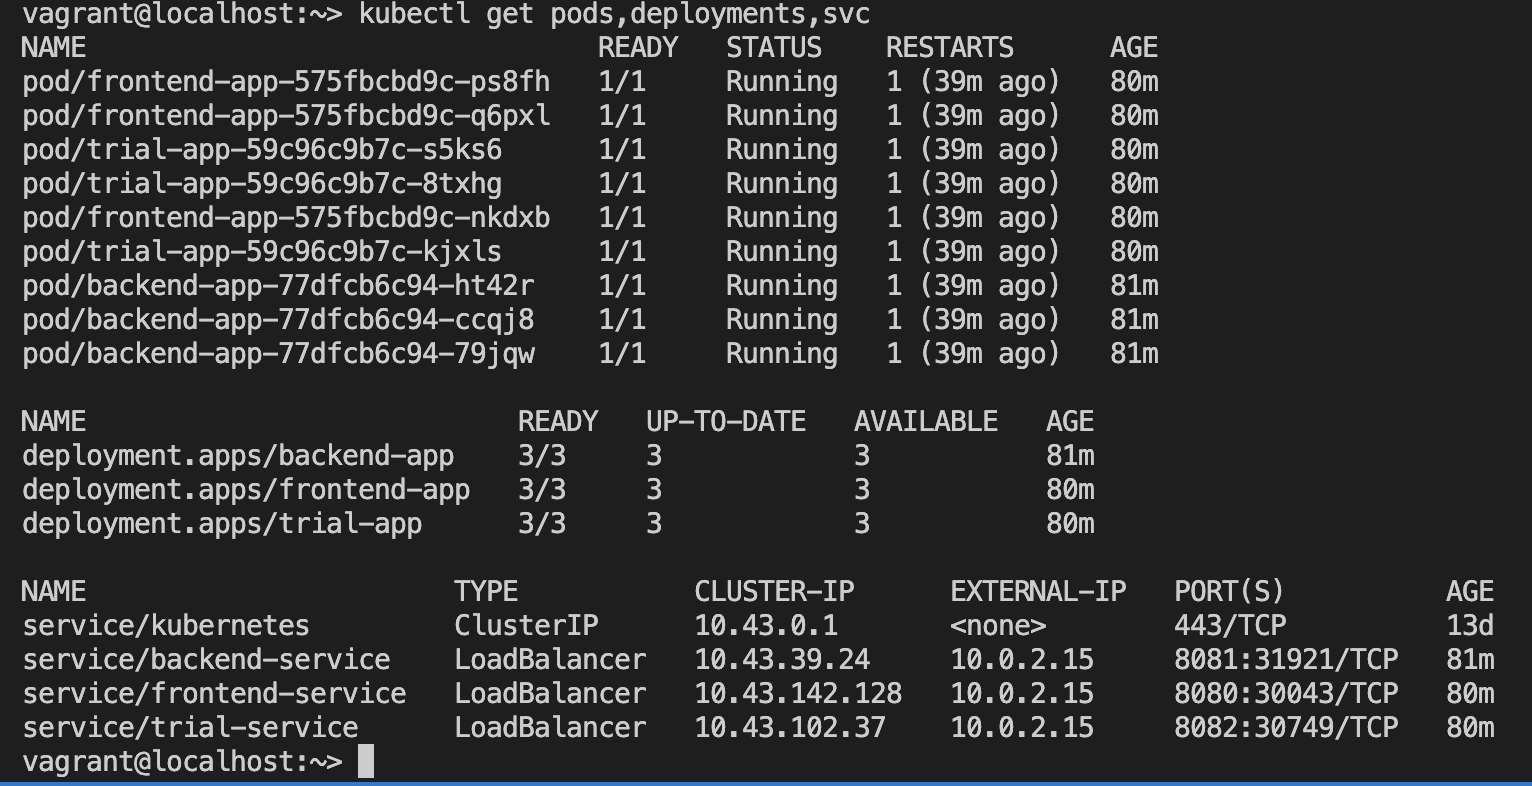 vagrant@localhost:~> kubectl get pods,deployments,svc
NAME READY STATUS RESTARTS AGE
pod/frontend-app-575fbcbd9c-ps8fh 1/1 Running 1 (39m ago) 80m
pod/frontend-app-575fbcbd9c-q6pxl 1/1 Running 1 (39m ago) 80m
pod/trial-app-59c96c9b7c-s5ks6 1/1 Running 1 (39m ago) 80m
pod/trial-app-59c96c9b7c-8txhg 1/1 Running 1 (39m ago) 80m
pod/frontend-app-575fbcbd9c-nkdxb 1/1 Running 1 (39m ago) 80m
pod/trial-app-59c96c9b7c-kjxls 1/1 Running 1 (39m ago) 80m
pod/backend-app-77dfcb6c94-ht42r 1/1 Running 1 (39m ago) 81m
pod/backend-app-77dfcb6c94-ccqj8 1/1 Running 1 (39m ago) 81m
pod/backend-app-77dfcb6c94-79jqw 1/1 Running 1 (39m ago) 81m
NAME READY UP-TO-DATE AVAILABLE AGE
deployment.apps/backend-app 3/3 3 3 81m
deployment.apps/frontend-app 3/3 3 3 80m
deployment.apps/trial-app 3/3 3 3 80m
NAME TYPE CLUSTER-IP EXTERNAL-IP PORT(S) AGE
service/kubernetes ClusterIP 10.43.0.1 <none> 443/TCP 13d
service/backend-service LoadBalancer 10.43.39.24 10.0.2.15 8081:31921/TCP 81m
service/frontend-service LoadBalancer 10.43.142.128 10.0.2.15 8080:30043/TCP 80m
service/trial-service LoadBalancer 10.43.102.37 10.0.2.15 8082:30749/TCP 80m
vagrant@localhost:~>